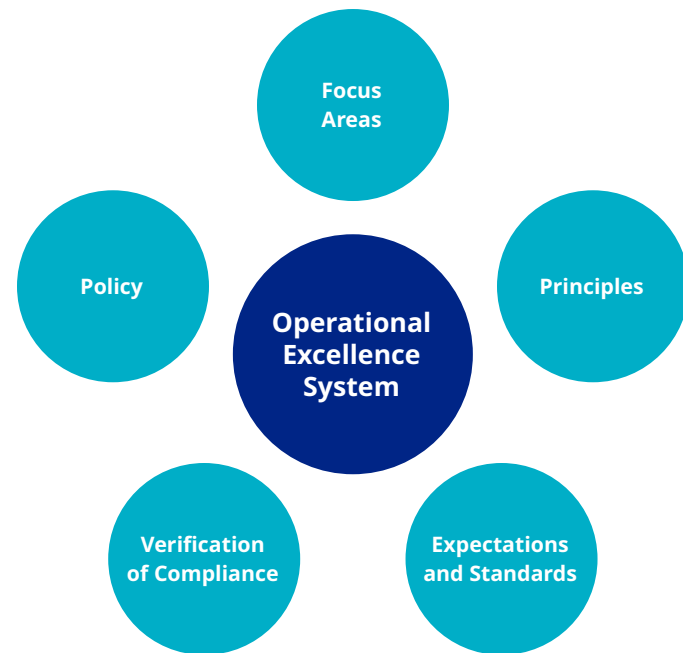 Focus
Areas
Policy
Principles
Operational
Excellence
System
Verification
of Compliance
Expectations
and Standards